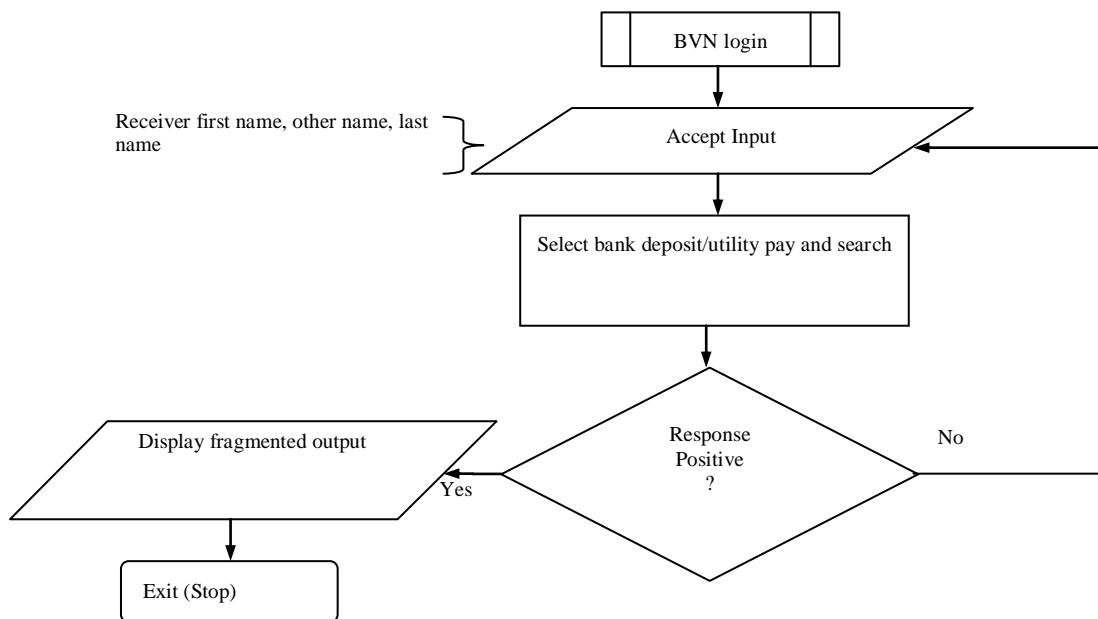 BVN login
Receiver first name, other name, last
name
Accept Input
Select bank deposit/utility pay and search
Response
Positive
?
No
Display fragmented output
Yes
Exit (Stop)